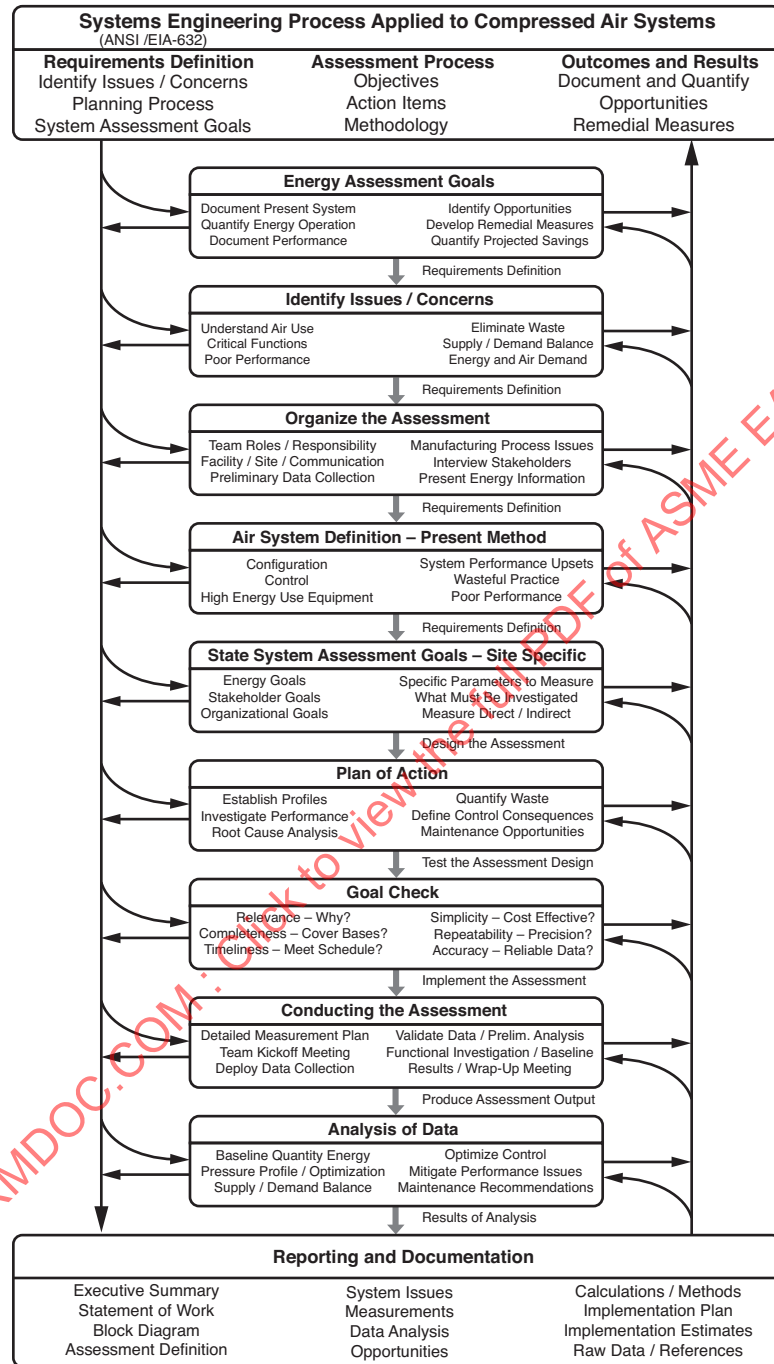 Systems Engineering Process Applied to Compressed Air Systems
(ANSI /EIA-632)
Requirements Definition
Identify Issues / Concerns
Planning Process
System Assessment Goals
Assessment Process
Objectives
Action Items
Methodology
Outcomes and Results
Document and Quantify
Opportunities
Remedial Measures
Energy Assessment Goals
Document Present System
Quantify Energy Operation
Document Performance
Identify Opportunities
Develop Remedial Measures
Quantify Projected Savings
Requirements Definition
Identify Issues / Concerns
Understand Air Use
Critical Functions
Poor Performance
Eliminate Waste
Supply / Demand Balance
Energy and Air Demand
Requirements Definition
Organize the Assessment
Team Roles / Responsibility
Facility / Site / Communication
Preliminary Data Collection
Manufacturing Process Issues
Interview Stakeholders
Present Energy Information
Requirements Definition
Air System Definition – Present Method
Configuration
Control
High Energy Use Equipment
System Performance Upsets
Wasteful Practice
Poor Performance
Requirements Definition
State System Assessment Goals – Site Specific
Energy Goals
Stakeholder Goals
Organizational Goals
Specific Parameters to Measure
What Must Be Investigated
Measure Direct / Indirect
Design the Assessment
Plan of Action
Establish Profiles
Investigate Performance
Root Cause Analysis
Quantify Waste
Define Control Consequences
Maintenance Opportunities
Test the Assessment Design
Goal Check
Relevance – Why?
Completeness – Cover Bases?
Timeliness – Meet Schedule?
Simplicity – Cost Effective?
Repeatability – Precision?
Accuracy – Reliable Data?
Implement the Assessment
Conducting the Assessment
Detailed Measurement Plan
Team Kickoff Meeting
Deploy Data Collection
Validate Data / Prelim. Analysis
Functional Investigation / Baseline
Results / Wrap-Up Meeting
Produce Assessment Output
Analysis of Data
Baseline Quantity Energy
Pressure Profile / Optimization
Supply / Demand Balance
Optimize Control
Mitigate Performance Issues
Maintenance Recommendations
Results of Analysis
Reporting and Documentation
Executive Summary
Statement of Work
Block Diagram
Assessment Definition
System Issues
Measurements
Data Analysis
Opportunities
Calculations / Methods
Implementation Plan
Implementation Estimates
Raw Data / References
RMDOC.COM : Click to view the full PDF of ASME EA